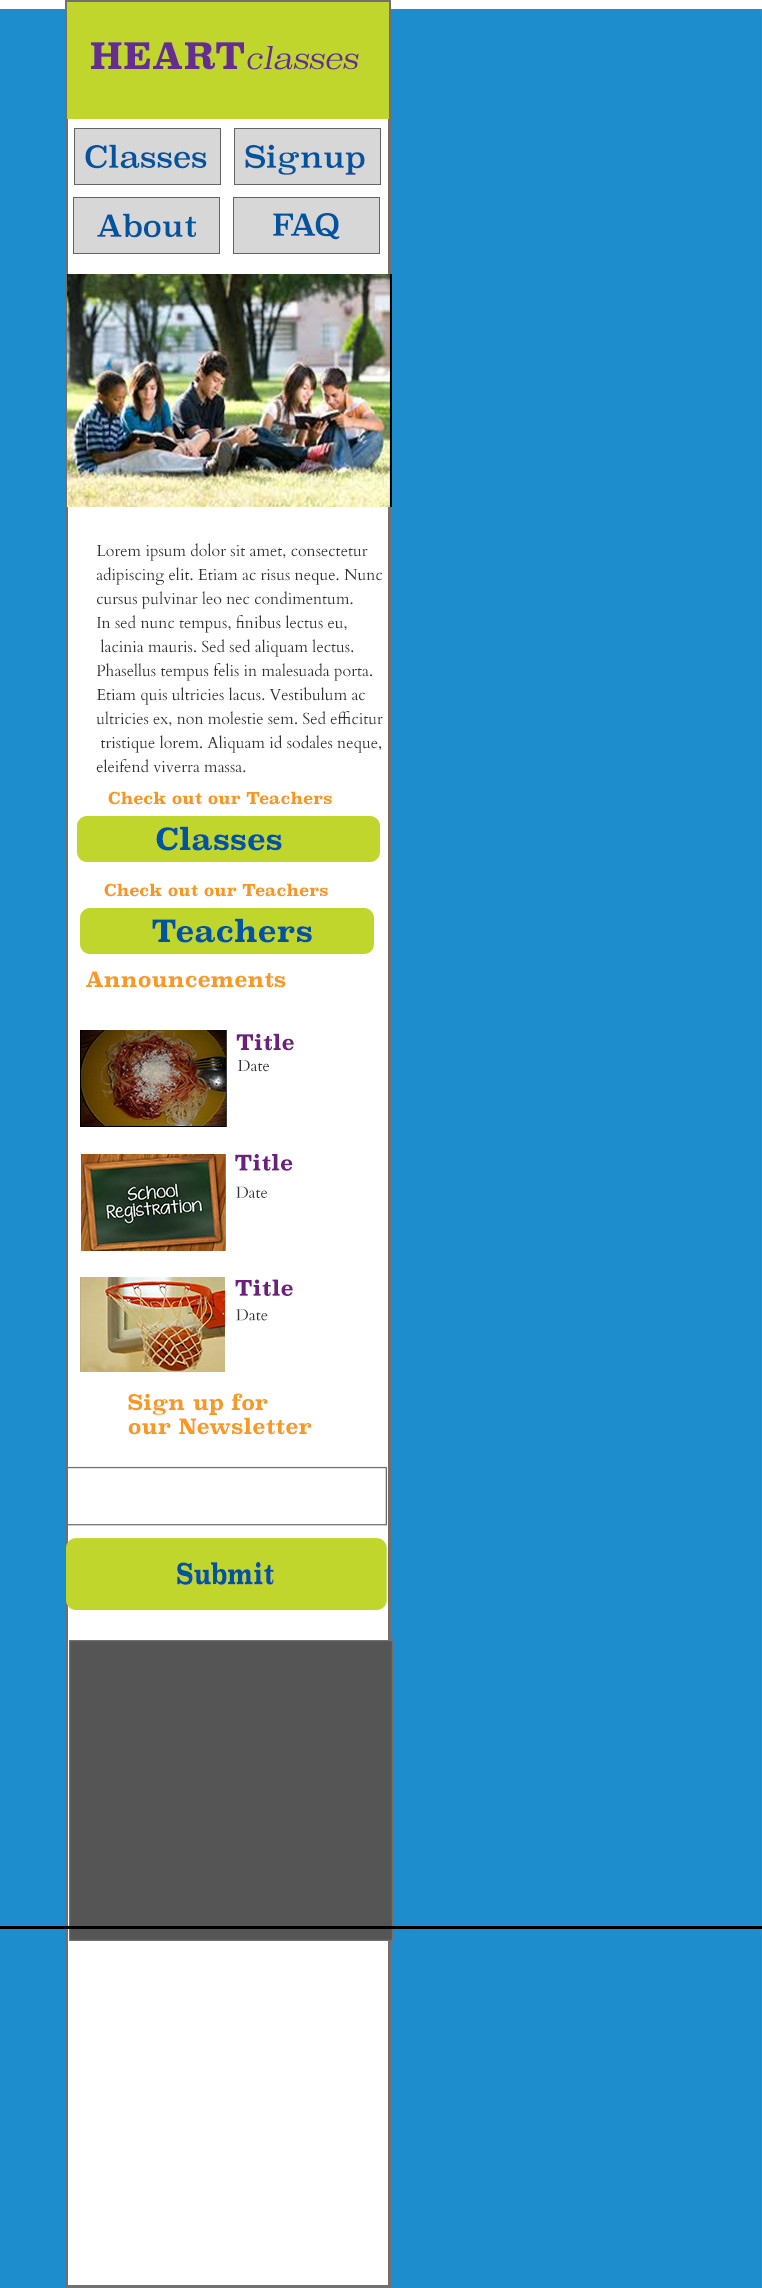 HEARTclasses
Classes Signup
About FAQ
Lorem ipsum dolor sit amet, consectetur
adipiscing elit. Etiam ac risus neque. Nunc
cursus pulvinar leo nec condimentum.
In sed nunc tempus, finibus lectus eu,
lacinia mauris. Sed sed aliquam lectus.
Phasellus tempus felis in malesuada porta.
Etiam quis ultricies lacus. Vestibulum ac
ultricies ex, non molestie sem. Sed efficitur
tristique lorem. Aliquam id sodales neque,
eleifend viverra massa.
Check out our Teachers
Classes
Check out our Teachers
Teachers
Announcements
Title
Date
School
Registration
Title
Date
Title
Date
Sign up for
our Newsletter
Submit